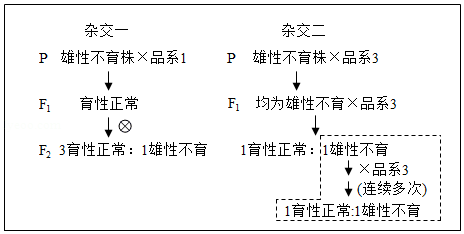 杂交一 杂交二
P 雄性不育株×品系1 P 雄性不育株×品系3
F₁ 育性正常 F₁ 均为雄性不育×品系3
⊗
F₂ 3育性正常：1雄性不育 1育性正常：1雄性不育
×品系3
(连续多次)
1育性正常:1雄性不育